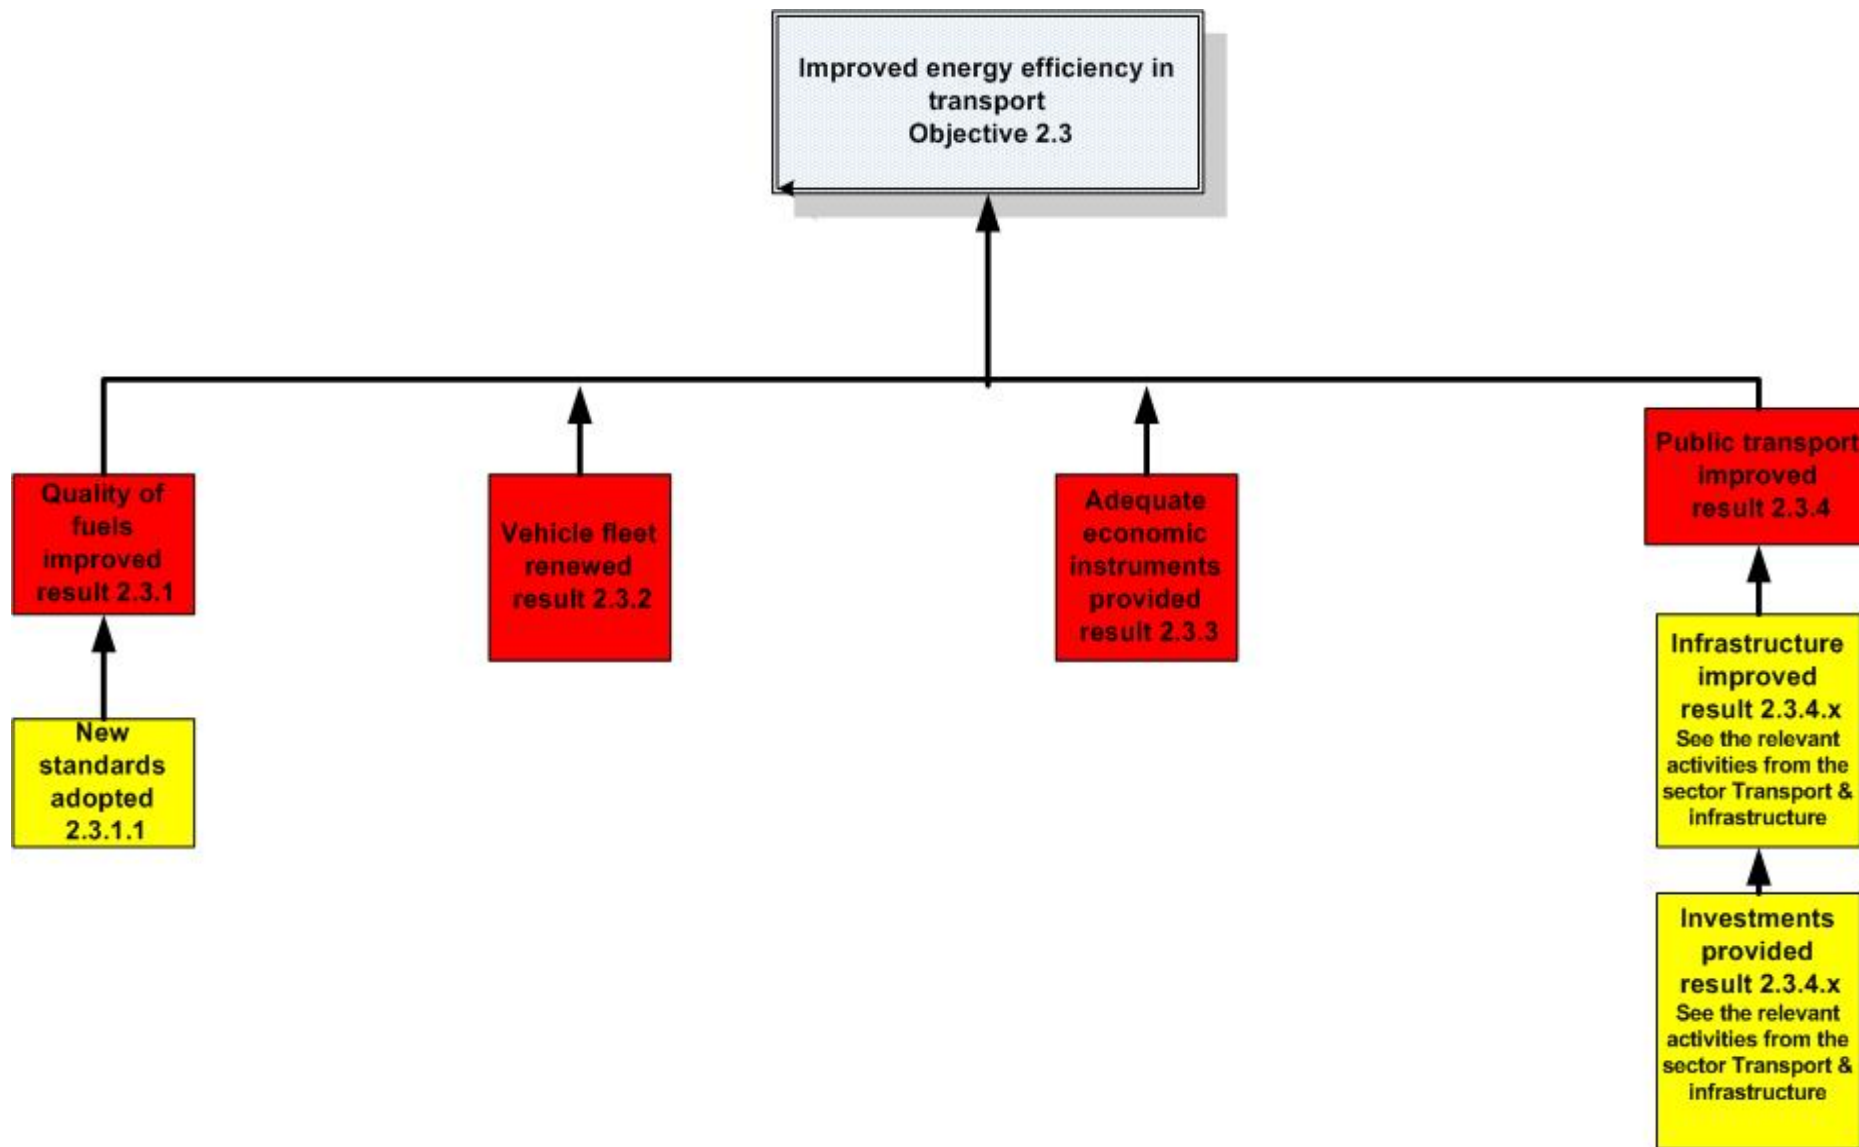 Improved energy efficiency in
transport
Objective 2.3
Quality of
fuels
improved
result 2.3.1
Vehicle fleet
renewed
result 2.3.2
Adequate
economic
instruments
provided
result 2.3.3
Public transport
improved
result 2.3.4
New
standards
adopted
2.3.1.1
Infrastructure
improved
result 2.3.4.x
See the relevant
activities from the
sector Transport &
infrastructure
Investments
provided
result 2.3.4.x
See the relevant
activities from the
sector Transport &
infrastructure